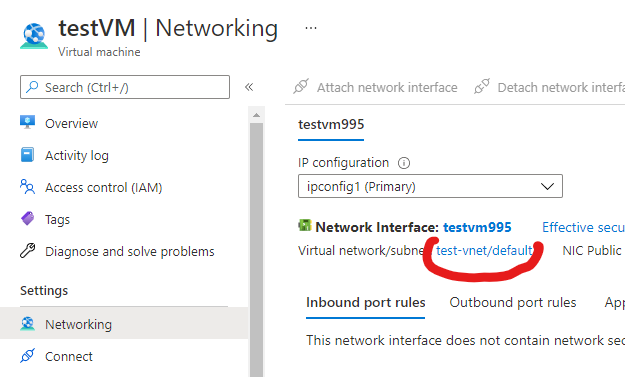 testVM | Networking ...
Virtual machine
Search (Ctrl+/)
«
Overview
Activity log
Access control (IAM)
Tags
Diagnose and solve problems
Settings
Networking
Connect
Attach network interface
Detach network interfa
testvm995
IP configuration
ipconfig1 (Primary)
Network Interface: testvm995 Effective secu
Virtual network/subne test-vnet/default NIC Public
Inbound port rules Outbound port rules Ap
This network interface does not contain network sec